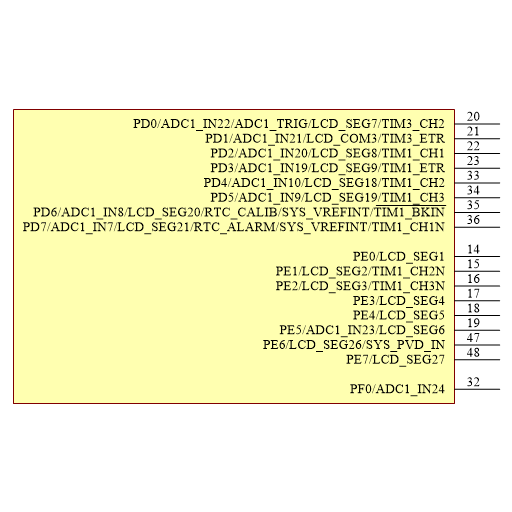 PD0/ADC1_IN22/ADC1_TRIG/LCD_SEG7/TIM3_CH2 20
PD1/ADC1_IN21/LCD_COM3/TIM3_ETR 21
PD2/ADC1_IN20/LCD_SEG8/TIM1_CH1 22
PD3/ADC1_IN19/LCD_SEG9/TIM1_ETR 23
PD4/ADC1_IN10/LCD_SEG18/TIM1_CH2 33
PD5/ADC1_IN9/LCD_SEG19/TIM1_CH3 34
PD6/ADC1_IN8/LCD_SEG20/RTC_CALIB/SYS_VREFINT/TIM1_BKIN 35
PD7/ADC1_IN7/LCD_SEG21/RTC_ALARM/SYS_VREFINT/TIM1_CH1N 36
PE0/LCD_SEG1 14
PE1/LCD_SEG2/TIM1_CH2N 15
PE2/LCD_SEG3/TIM1_CH3N 16
PE3/LCD_SEG4 17
PE4/LCD_SEG5 18
PE5/ADC1_IN23/LCD_SEG6 19
PE6/LCD_SEG26/SYS_PVD_IN 47
PE7/LCD_SEG27 48
PF0/ADC1_IN24 32